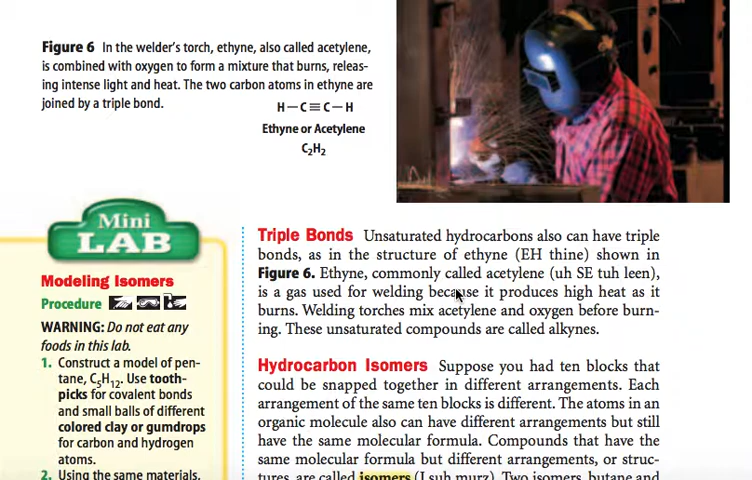 Figure 6 In the welder's torch, ethyne, also called acetylene,
is combined with oxygen to form a mixture that burns, releas-
ing intense light and heat. The two carbon atoms in ethyne are
joined by a triple bond.
H—C≡C—H
Ethyne or Acetylene
C₂H₂
Mini
LAB
Modeling Isomers
Procedure
WARNING: Do not eat any
foods in this lab.
1. Construct a model of pen-
tane, C₅H₁₂. Use tooth-
picks for covalent bonds
and small balls of different
colored clay or gumdrops
for carbon and hydrogen
atoms.
2. Using the same materials,
Triple Bonds Unsaturated hydrocarbons also can have triple
bonds, as in the structure of ethyne (EH thine) shown in
Figure 6. Ethyne, commonly called acetylene (uh SE tuh leen),
is a gas used for welding because it produces high heat as it
burns. Welding torches mix acetylene and oxygen before burn-
ing. These unsaturated compounds are called alkynes.
Hydrocarbon Isomers Suppose you had ten blocks that
could be snapped together in different arrangements. Each
arrangement of the same ten blocks is different. The atoms in an
organic molecule also can have different arrangements but still
have the same molecular formula. Compounds that have the
same molecular formula but different arrangements, or struc-
tures, are called isomers (I suh murz). Two isomers, butane and